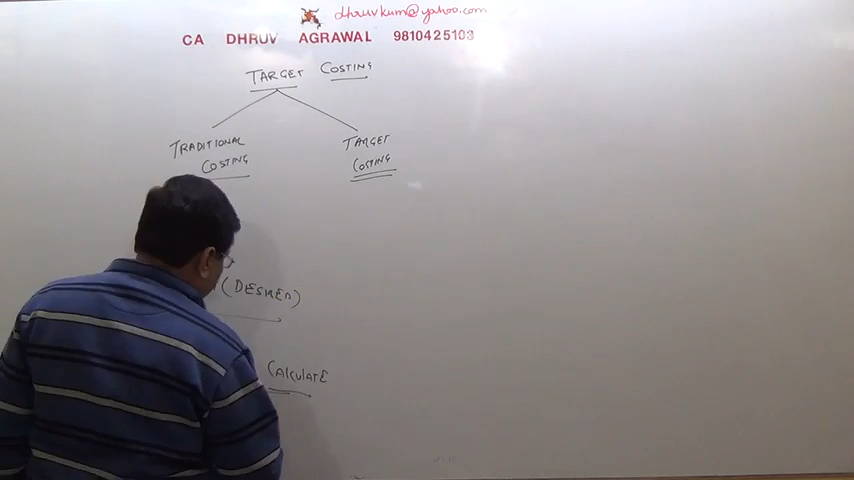 dhruvkum@yahoo.com
CA DHRUV AGRAWAL 9810425103
TARGET COSTING
TRADITIONAL COSTING
TARGET COSTING
(DESIRED)
CALCULATE